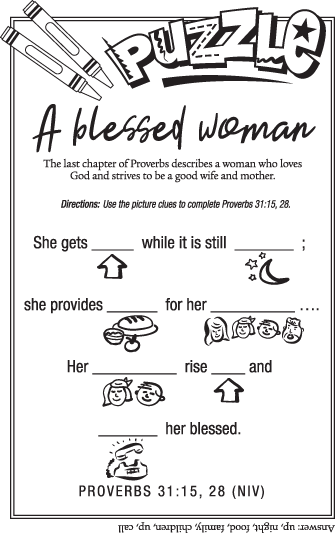 PUZZLE
A blessed woman
The last chapter of Proverbs describes a woman who loves
God and strives to be a good wife and mother.
Directions: Use the picture clues to complete Proverbs 31:15, 28.
She gets _____ while it is still _______ ;
she provides ______ for her _____________ ....
Her __________ rise ____ and
_______ her blessed.
PROVERBS 31:15, 28 (NIV)
Answer: up, night, food, family, children, up, call